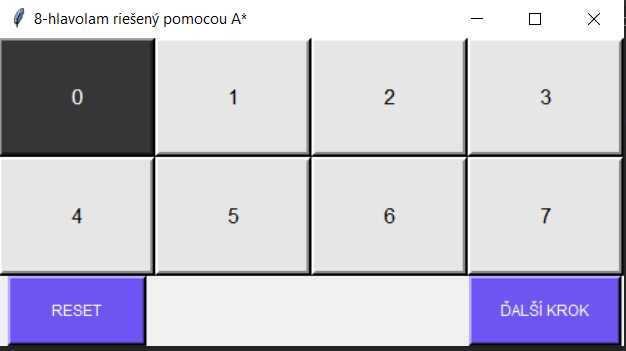 8-hlavolam riešený pomocou A*
0 1 2 3
4 5 6 7
RESET ĎALŠÍ KROK